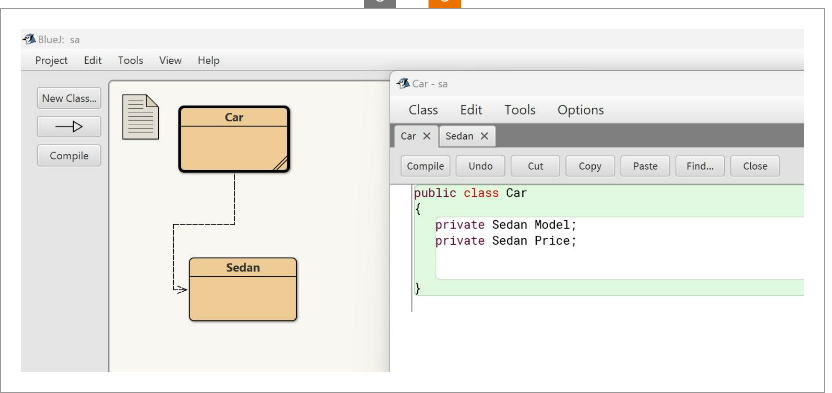 BlueJ: sa
Project Edit Tools View Help
New Class...
Compile
Car
Sedan
Car - sa
Class Edit Tools Options
Car ✕ Sedan ✕
Compile Undo Cut Copy Paste Find... Close
public class Car
{
private Sedan Model;
private Sedan Price;
}